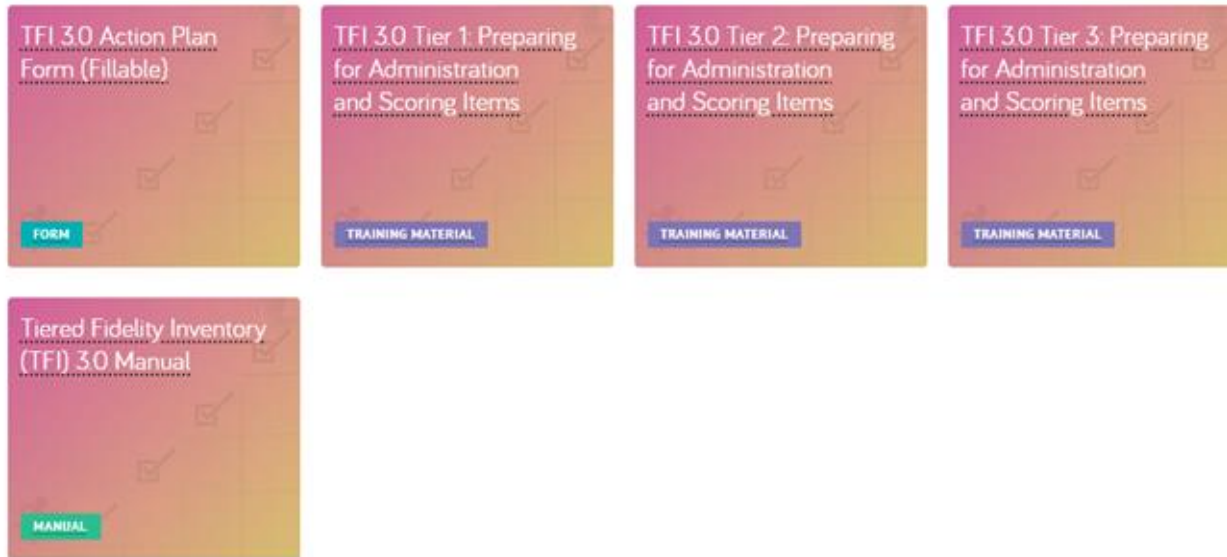 TFI 3.0 Action Plan
Form (Fillable)
FORM
TFI 3.0 Tier 1: Preparing
for Administration
and Scoring Items
TRAINING MATERIAL
TFI 3.0 Tier 2: Preparing
for Administration
and Scoring Items
TRAINING MATERIAL
TFI 3.0 Tier 3: Preparing
for Administration
and Scoring Items
TRAINING MATERIAL
Tiered Fidelity Inventory
(TFI) 3.0 Manual
MANUAL